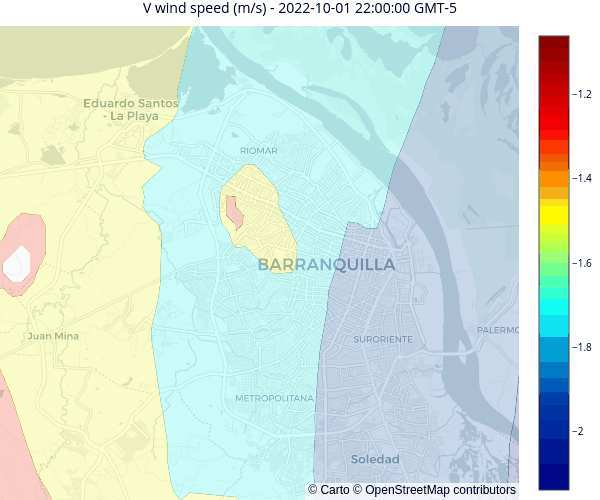 V wind speed (m/s) - 2022-10-01 22:00:00 GMT-5
−1.2
Eduardo Santos
- La Playa
RIOMAR
−1.4
BARRANQUILLA
−1.6
Juan Mina
SURORIENTE
PALERMO
−1.8
METROPOLITANA
−2
Soledad
© Carto © OpenStreetMap contributors